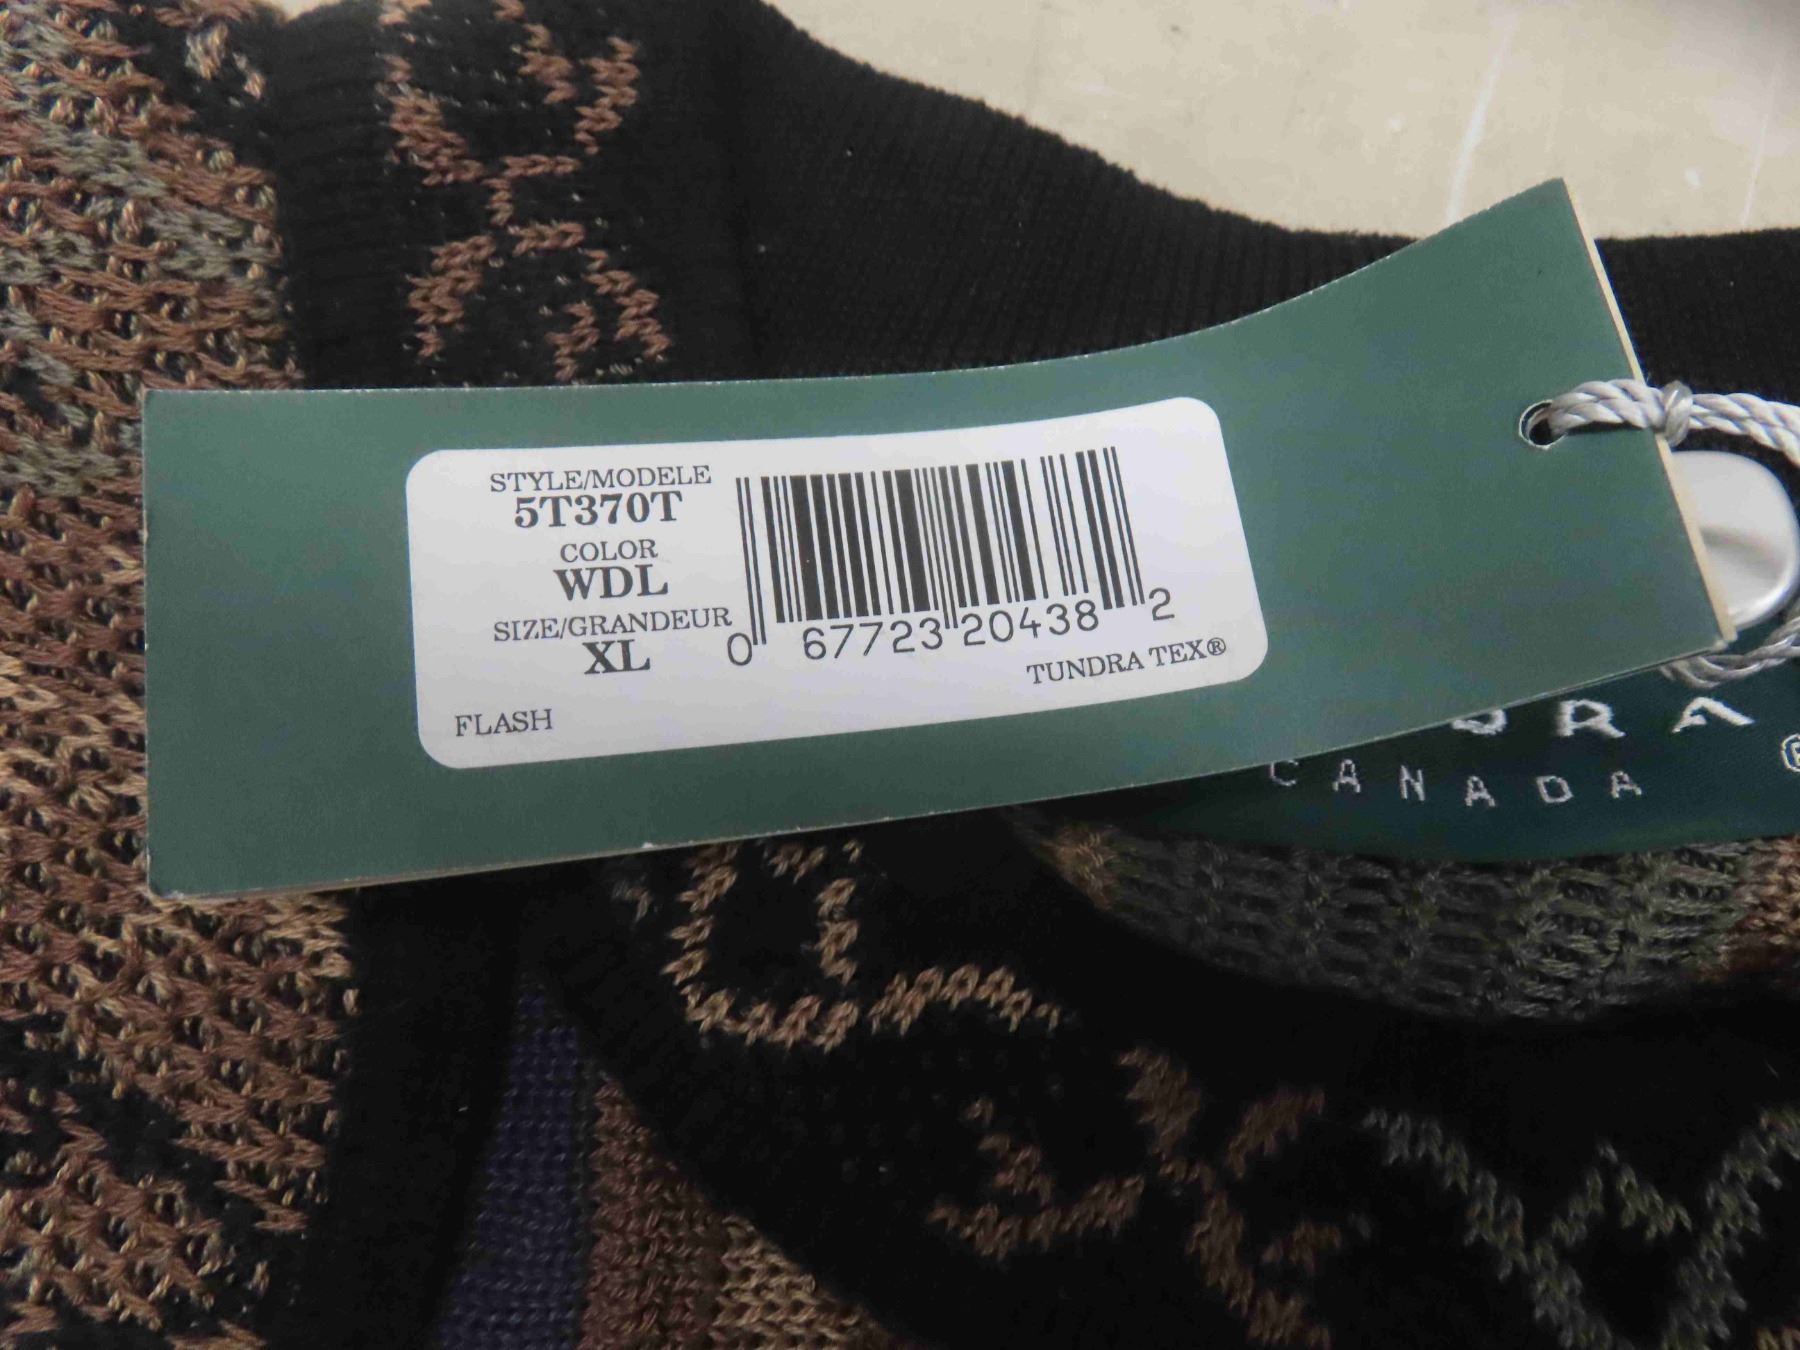 STYLE/MODELE
5T370T
COLOR
WDL
SIZE/GRANDEUR
XL
0 67723 20438 2
TUNDRA TEX®
FLASH
CANADA
®